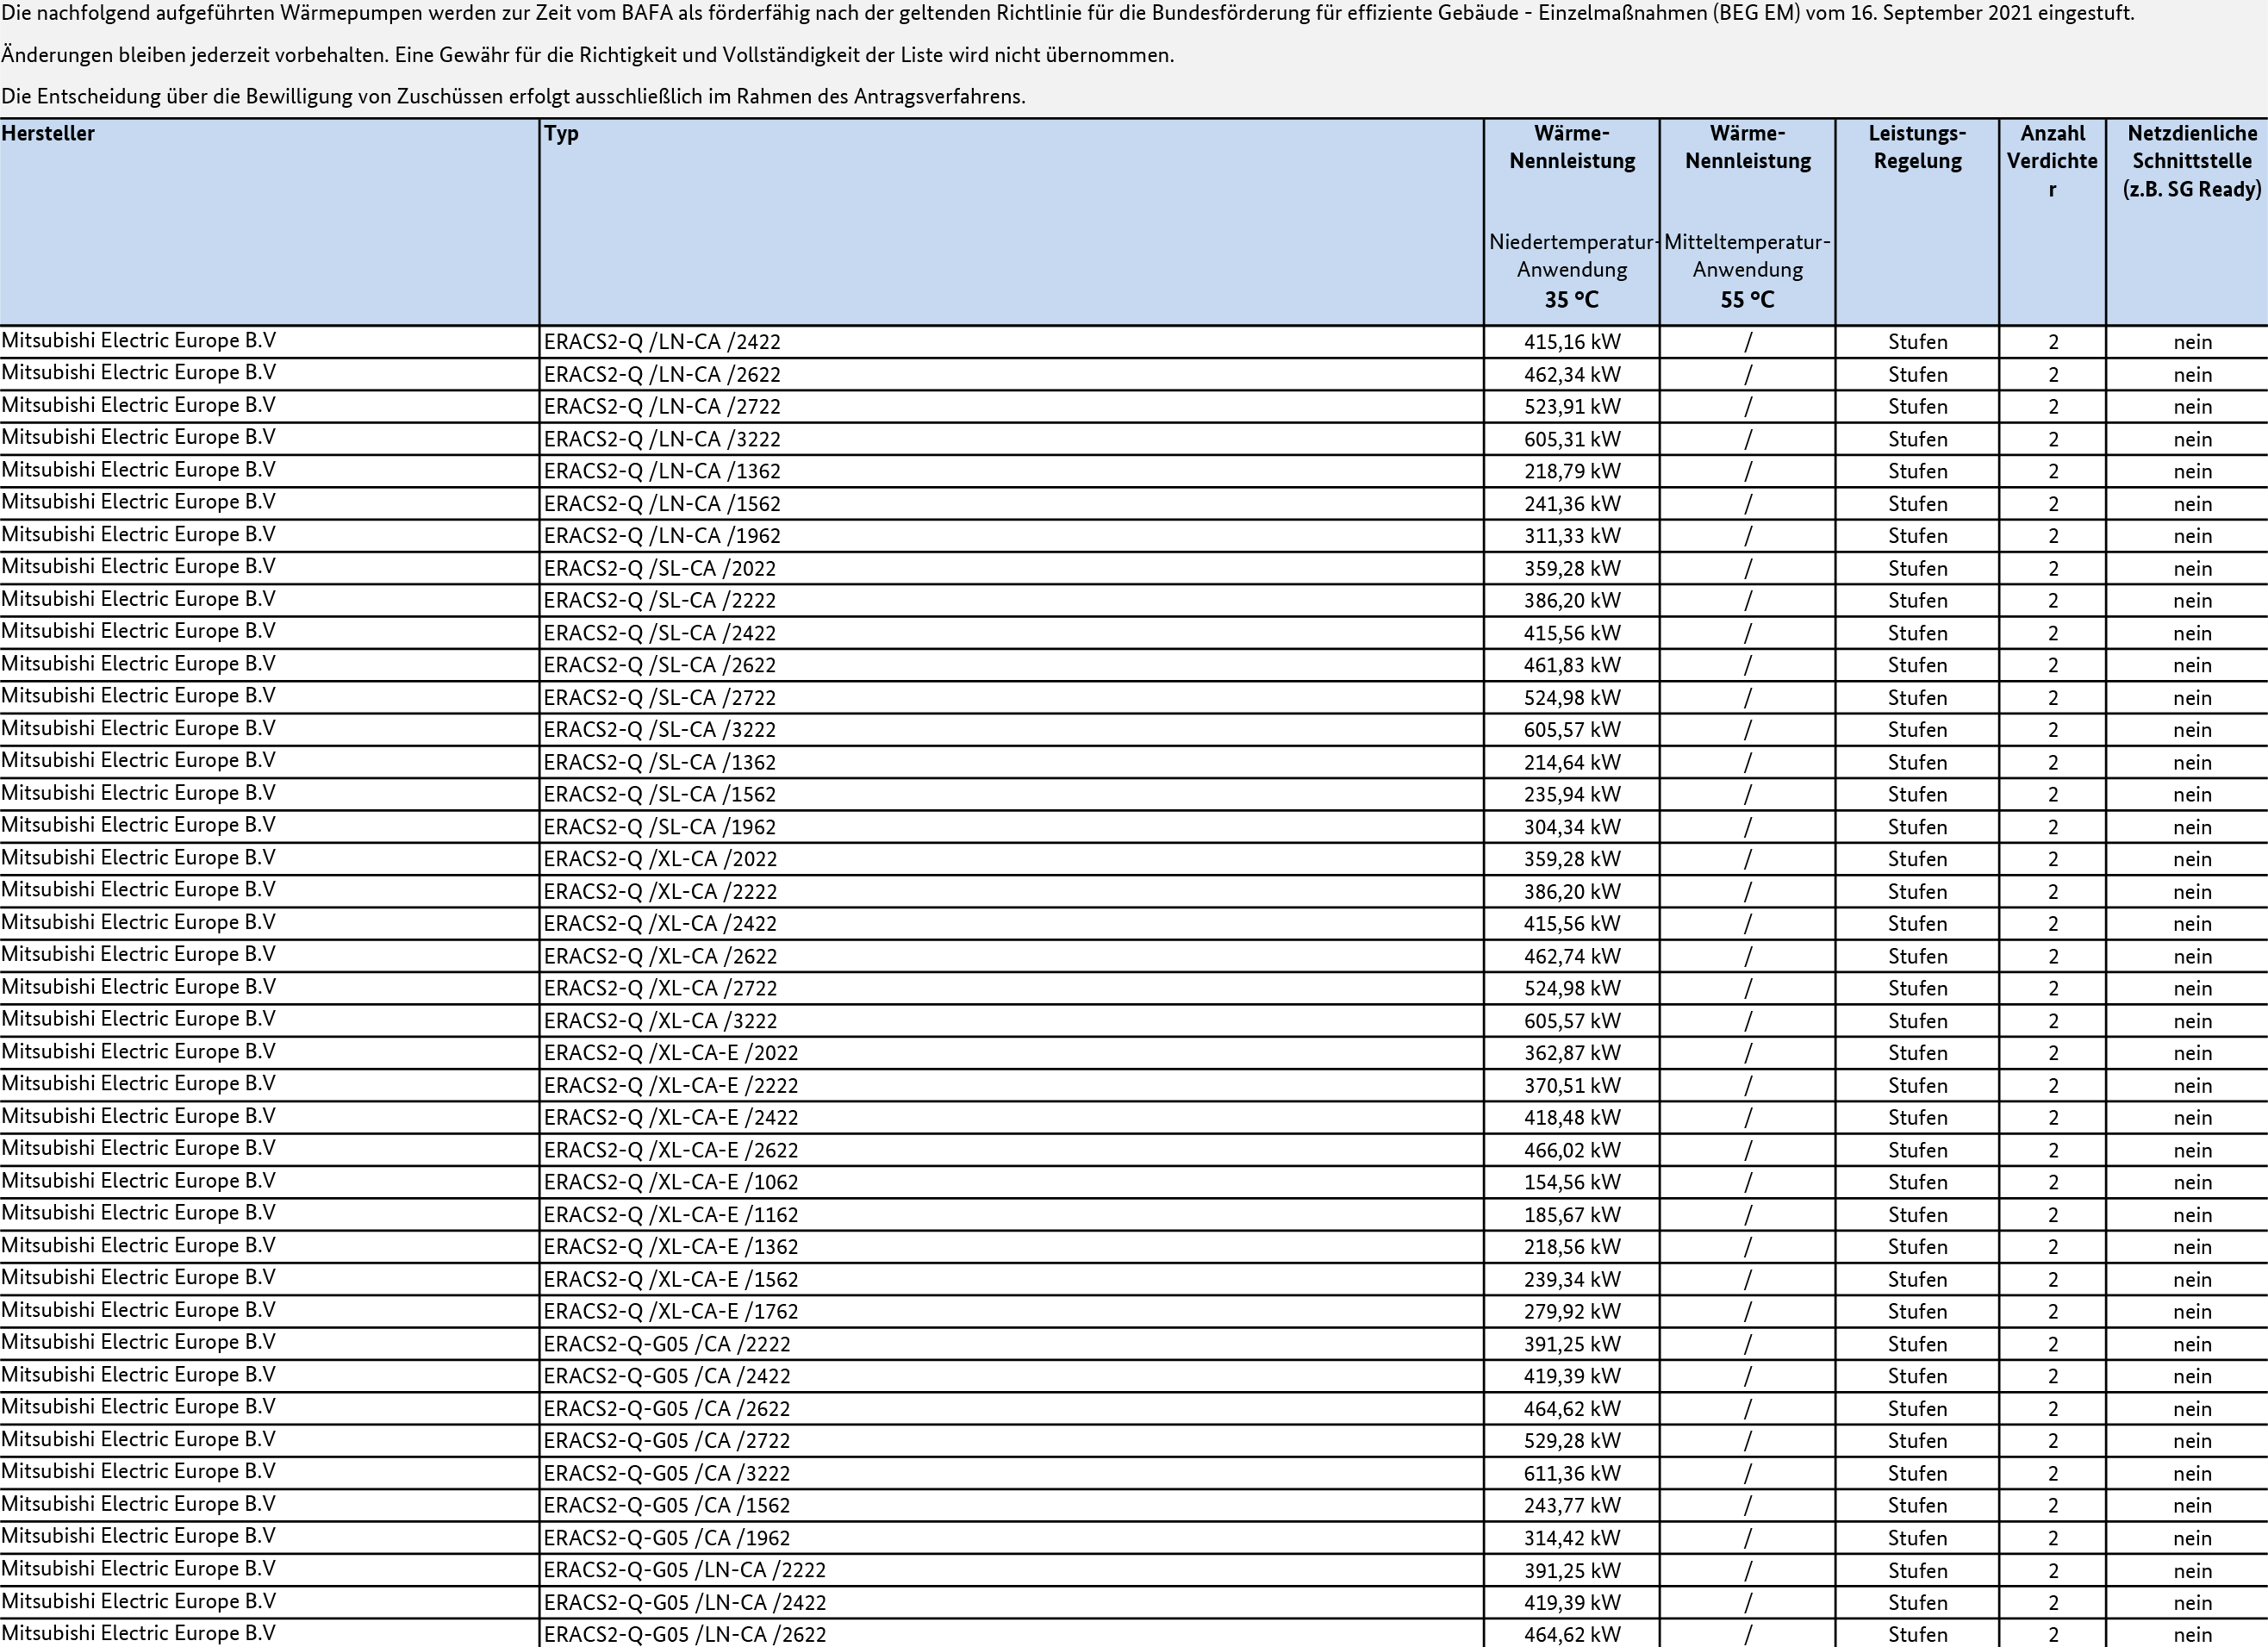 Die nachfolgend aufgeführten Wärmepumpen werden zur Zeit vom BAFA als förderfähig nach der geltenden Richtlinie für die Bundesförderung für effiziente Gebäude - Einzelmaßnahmen (BEG EM) vom 16. September 2021 eingestuft.
Änderungen bleiben jederzeit vorbehalten. Eine Gewähr für die Richtigkeit und Vollständigkeit der Liste wird nicht übernommen.
Die Entscheidung über die Bewilligung von Zuschüssen erfolgt ausschließlich im Rahmen des Antragsverfahrens.
Hersteller Typ Wärme- Wärme- Leistungs- Anzahl Netzdienliche
Nennleistung Nennleistung Regelung Verdichte Schnittstelle
r (z.B. SG Ready)
Niedertemperatur- Mitteltemperatur-
Anwendung Anwendung
35 °C 55 °C
Mitsubishi Electric Europe B.V ERACS2-Q /LN-CA /2422 415,16 kW / Stufen 2 nein
Mitsubishi Electric Europe B.V ERACS2-Q /LN-CA /2622 462,34 kW / Stufen 2 nein
Mitsubishi Electric Europe B.V ERACS2-Q /LN-CA /2722 523,91 kW / Stufen 2 nein
Mitsubishi Electric Europe B.V ERACS2-Q /LN-CA /3222 605,31 kW / Stufen 2 nein
Mitsubishi Electric Europe B.V ERACS2-Q /LN-CA /1362 218,79 kW / Stufen 2 nein
Mitsubishi Electric Europe B.V ERACS2-Q /LN-CA /1562 241,36 kW / Stufen 2 nein
Mitsubishi Electric Europe B.V ERACS2-Q /LN-CA /1962 311,33 kW / Stufen 2 nein
Mitsubishi Electric Europe B.V ERACS2-Q /SL-CA /2022 359,28 kW / Stufen 2 nein
Mitsubishi Electric Europe B.V ERACS2-Q /SL-CA /2222 386,20 kW / Stufen 2 nein
Mitsubishi Electric Europe B.V ERACS2-Q /SL-CA /2422 415,56 kW / Stufen 2 nein
Mitsubishi Electric Europe B.V ERACS2-Q /SL-CA /2622 461,83 kW / Stufen 2 nein
Mitsubishi Electric Europe B.V ERACS2-Q /SL-CA /2722 524,98 kW / Stufen 2 nein
Mitsubishi Electric Europe B.V ERACS2-Q /SL-CA /3222 605,57 kW / Stufen 2 nein
Mitsubishi Electric Europe B.V ERACS2-Q /SL-CA /1362 214,64 kW / Stufen 2 nein
Mitsubishi Electric Europe B.V ERACS2-Q /SL-CA /1562 235,94 kW / Stufen 2 nein
Mitsubishi Electric Europe B.V ERACS2-Q /SL-CA /1962 304,34 kW / Stufen 2 nein
Mitsubishi Electric Europe B.V ERACS2-Q /XL-CA /2022 359,28 kW / Stufen 2 nein
Mitsubishi Electric Europe B.V ERACS2-Q /XL-CA /2222 386,20 kW / Stufen 2 nein
Mitsubishi Electric Europe B.V ERACS2-Q /XL-CA /2422 415,56 kW / Stufen 2 nein
Mitsubishi Electric Europe B.V ERACS2-Q /XL-CA /2622 462,74 kW / Stufen 2 nein
Mitsubishi Electric Europe B.V ERACS2-Q /XL-CA /2722 524,98 kW / Stufen 2 nein
Mitsubishi Electric Europe B.V ERACS2-Q /XL-CA /3222 605,57 kW / Stufen 2 nein
Mitsubishi Electric Europe B.V ERACS2-Q /XL-CA-E /2022 362,87 kW / Stufen 2 nein
Mitsubishi Electric Europe B.V ERACS2-Q /XL-CA-E /2222 370,51 kW / Stufen 2 nein
Mitsubishi Electric Europe B.V ERACS2-Q /XL-CA-E /2422 418,48 kW / Stufen 2 nein
Mitsubishi Electric Europe B.V ERACS2-Q /XL-CA-E /2622 466,02 kW / Stufen 2 nein
Mitsubishi Electric Europe B.V ERACS2-Q /XL-CA-E /1062 154,56 kW / Stufen 2 nein
Mitsubishi Electric Europe B.V ERACS2-Q /XL-CA-E /1162 185,67 kW / Stufen 2 nein
Mitsubishi Electric Europe B.V ERACS2-Q /XL-CA-E /1362 218,56 kW / Stufen 2 nein
Mitsubishi Electric Europe B.V ERACS2-Q /XL-CA-E /1562 239,34 kW / Stufen 2 nein
Mitsubishi Electric Europe B.V ERACS2-Q /XL-CA-E /1762 279,92 kW / Stufen 2 nein
Mitsubishi Electric Europe B.V ERACS2-Q-G05 /CA /2222 391,25 kW / Stufen 2 nein
Mitsubishi Electric Europe B.V ERACS2-Q-G05 /CA /2422 419,39 kW / Stufen 2 nein
Mitsubishi Electric Europe B.V ERACS2-Q-G05 /CA /2622 464,62 kW / Stufen 2 nein
Mitsubishi Electric Europe B.V ERACS2-Q-G05 /CA /2722 529,28 kW / Stufen 2 nein
Mitsubishi Electric Europe B.V ERACS2-Q-G05 /CA /3222 611,36 kW / Stufen 2 nein
Mitsubishi Electric Europe B.V ERACS2-Q-G05 /CA /1562 243,77 kW / Stufen 2 nein
Mitsubishi Electric Europe B.V ERACS2-Q-G05 /CA /1962 314,42 kW / Stufen 2 nein
Mitsubishi Electric Europe B.V ERACS2-Q-G05 /LN-CA /2222 391,25 kW / Stufen 2 nein
Mitsubishi Electric Europe B.V ERACS2-Q-G05 /LN-CA /2422 419,39 kW / Stufen 2 nein
Mitsubishi Electric Europe B.V ERACS2-Q-G05 /LN-CA /2622 464,62 kW / Stufen 2 nein